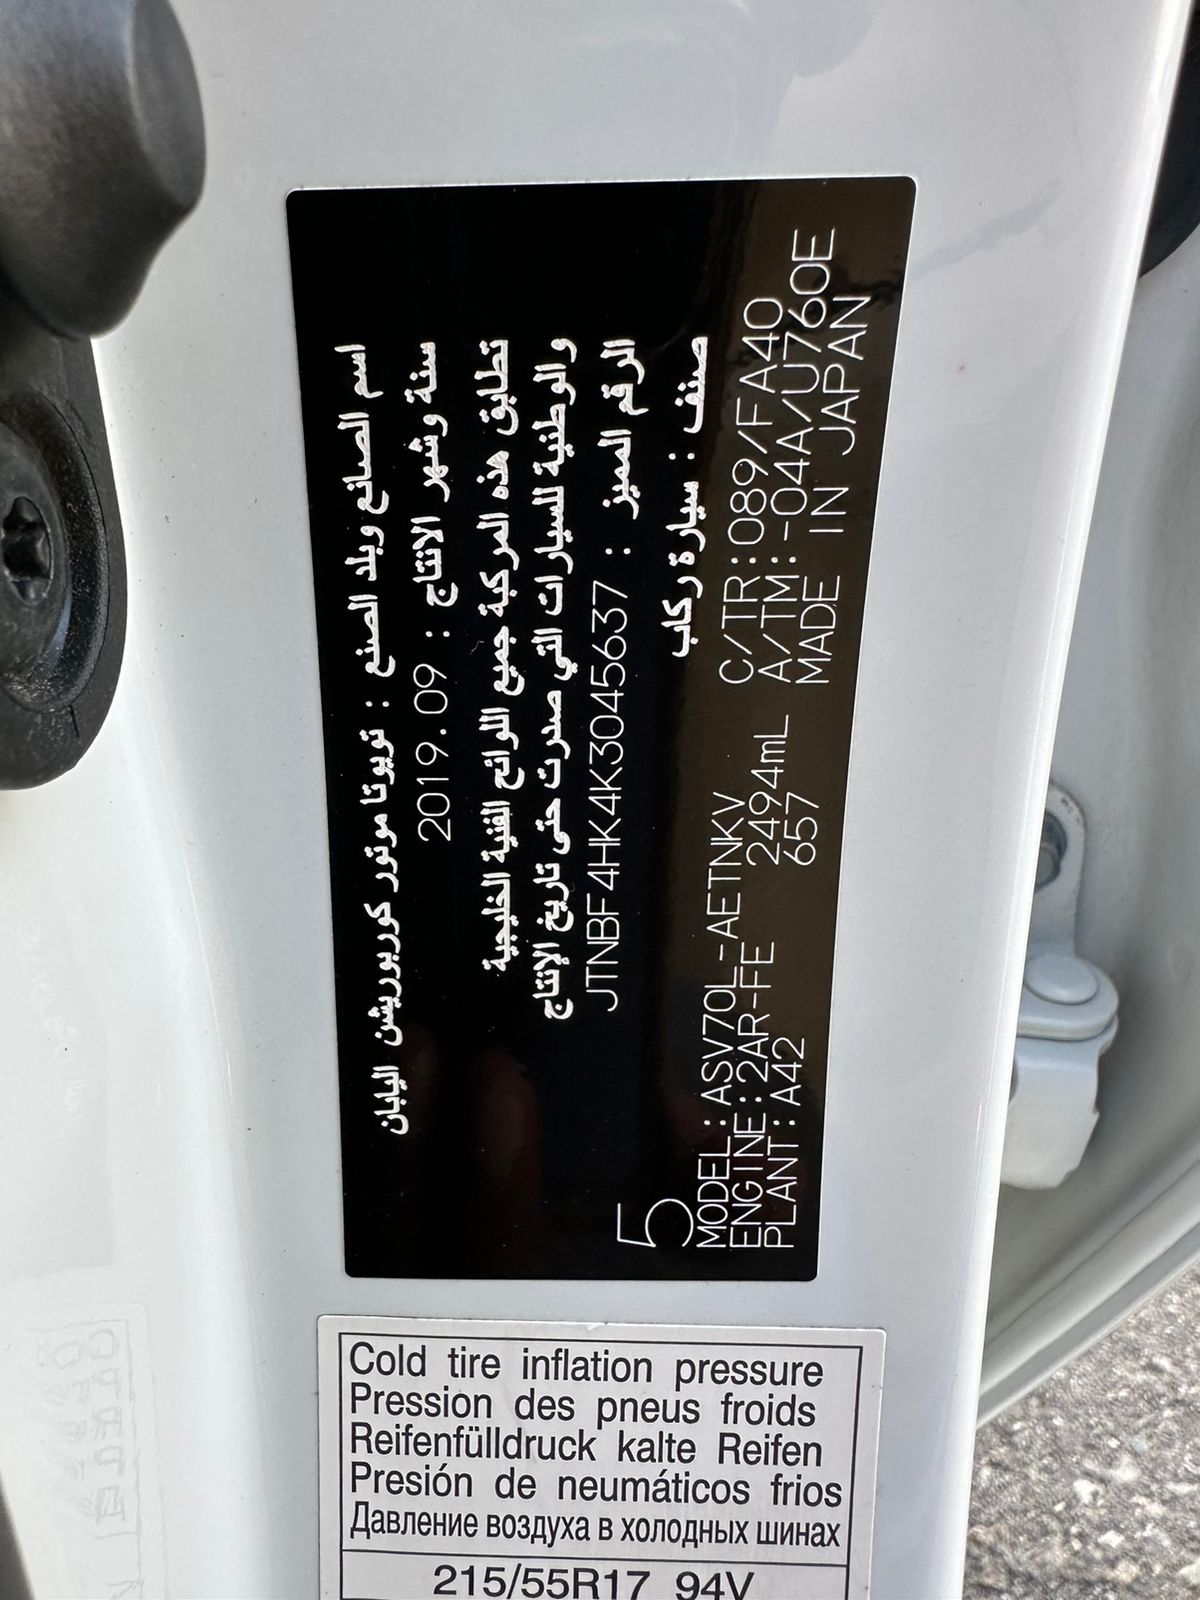 اسم الصانع وبلد الصنع : تويوتا موتور كوربوريشن اليابان
سنة وشهر الانتاج : 2019.09
تطابق هذه المركبة جميع اللوائح الفنية الخليجية
والوطنية للسيارات التي صدرت حتى تاريخ الإنتاج
الرقم المميز : JTNBF4HK4K3045637
صنف : سيارة ركاب
5
MODEL:ASV70L-AETNKV C/TR:089/FA40
ENGINE:2AR-FE 2494mL A/TM:-04A/U760E
PLANT:A42 657 MADE IN JAPAN
Cold tire inflation pressure
Pression des pneus froids
Reifenfülldruck kalte Reifen
Presión de neumáticos frios
Давление воздуха в холодных шинах
215/55R17 94V